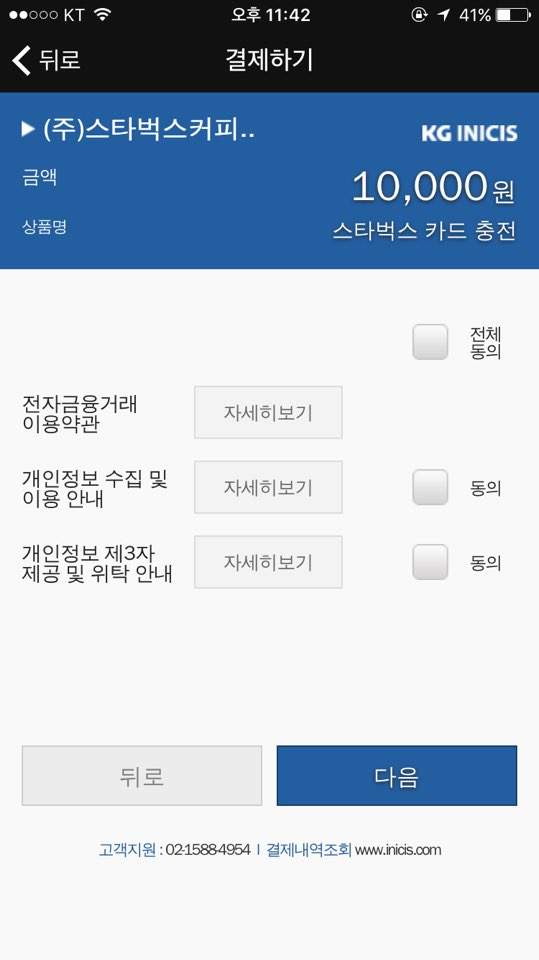 KT 오후 11:42 41%
뒤로 결제하기
(주)스타벅스커피.. KG INICIS
금액 10,000원
상품명 스타벅스 카드 충전
전체
동의
전자금융거래
이용약관
자세히보기
개인정보 수집 및
이용 안내
자세히보기 동의
개인정보 제3자
제공 및 위탁 안내
자세히보기 동의
뒤로 다음
고객지원 : 02-1588-4954 | 결제내역조회 www.inicis.com